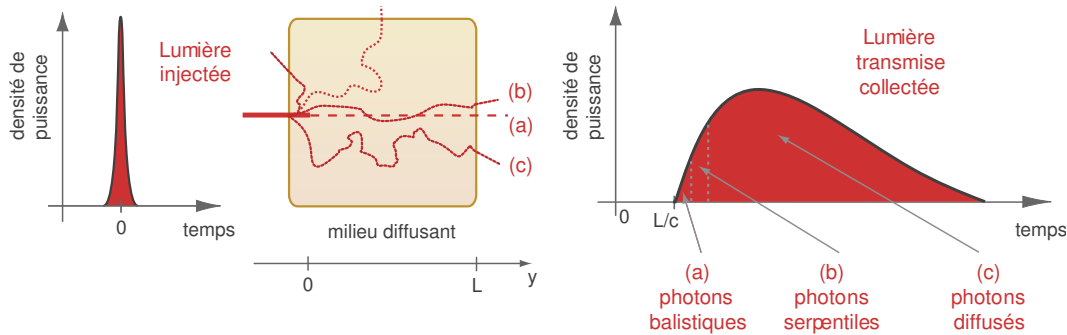 densité de
puissance
0
temps
Lumière
injectée
(b)
(a)
(c)
milieu diffusant
0
L
y
densité de
puissance
Lumière
transmise
collectée
0
L/c
temps
(a)
photons
balistiques
(b)
photons
serpentiles
(c)
photons
diffusés